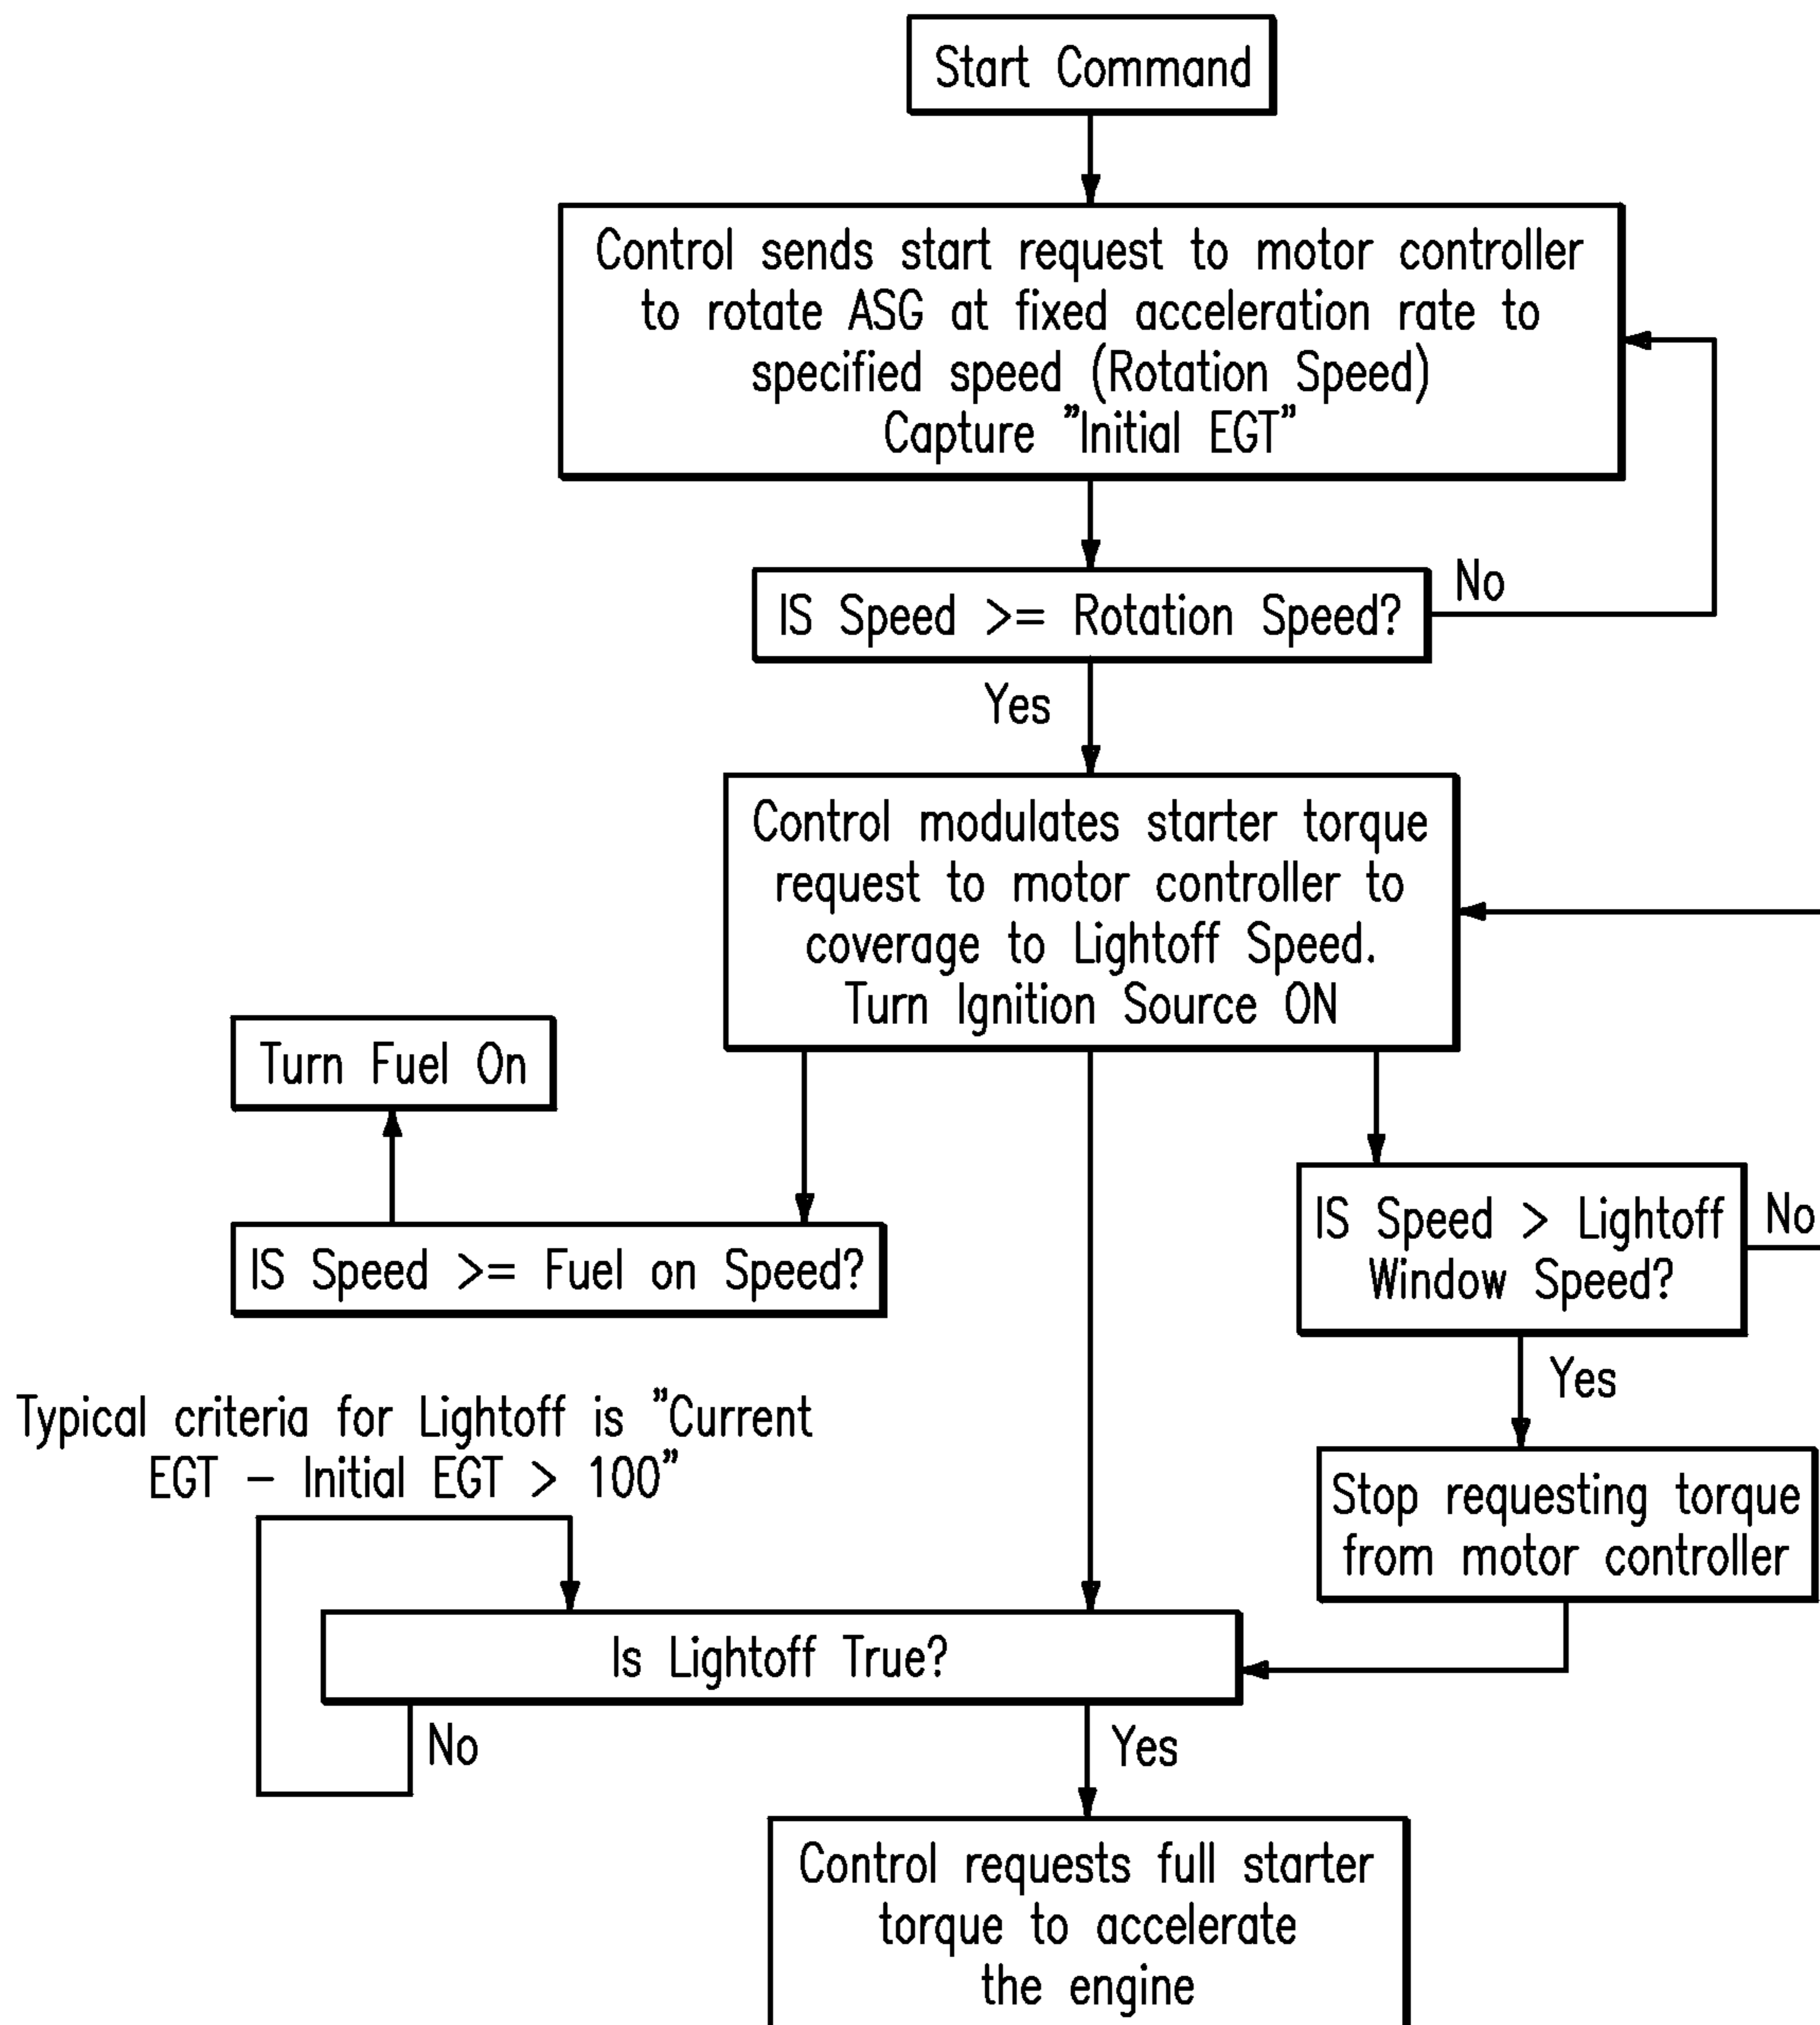 Start Command
Control sends start request to motor controller
to rotate ASG at fixed acceleration rate to
specified speed (Rotation Speed)
Capture "Initial EGT"
IS Speed >= Rotation Speed?
No
Yes
Control modulates starter torque
request to motor controller to
coverage to Lightoff Speed.
Turn Ignition Source ON
Turn Fuel On
IS Speed >= Fuel on Speed?
IS Speed > Lightoff
Window Speed?
No
Yes
Typical criteria for Lightoff is "Current
EGT – Initial EGT > 100"
Stop requesting torque
from motor controller
Is Lightoff True?
No
Yes
Control requests full starter
torque to accelerate
the engine